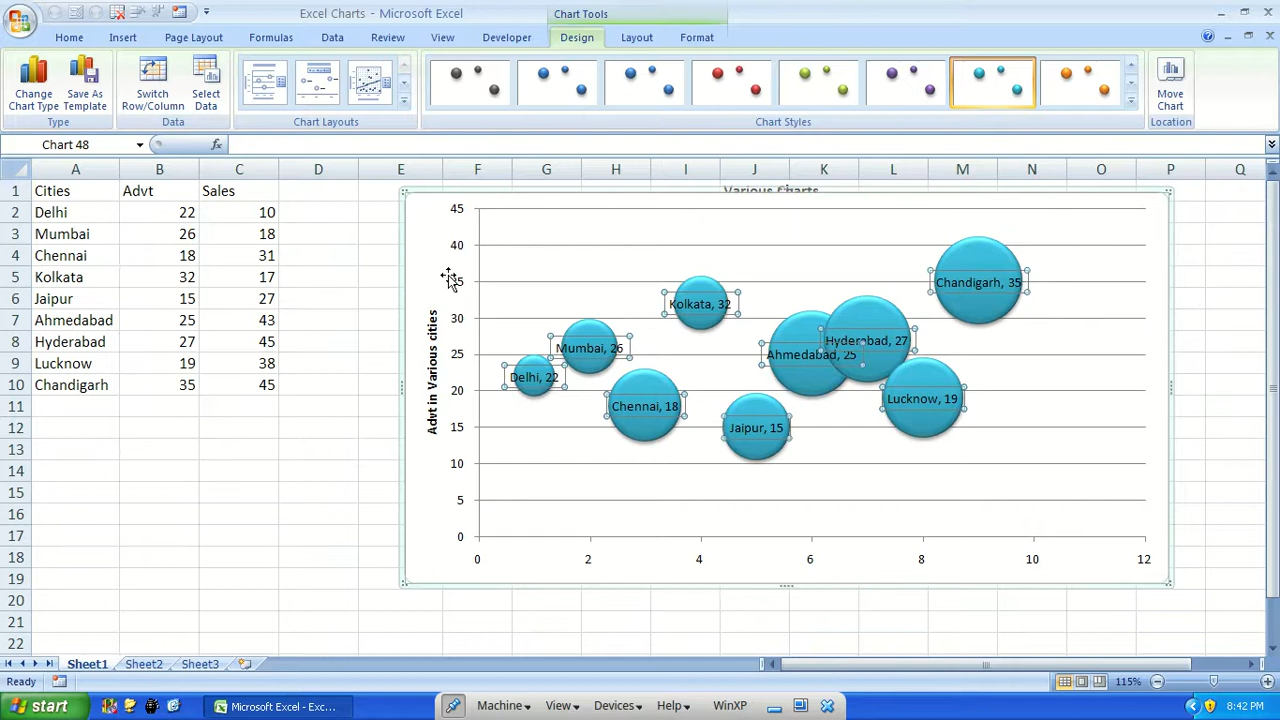 Excel Charts - Microsoft Excel
Chart Tools
Home Insert Page Layout Formulas Data Review View Developer Design Layout Format
Change Chart Type
Save As Template
Switch Row/Column
Select Data
Move Chart
Type Data Chart Layouts Chart Styles Location
Chart 48 fx
A B C D E F G H I J K L M N O P Q
1 Cities Advt Sales
2 Delhi 22 10
3 Mumbai 26 18
4 Chennai 18 31
5 Kolkata 32 17
6 Jaipur 15 27
7 Ahmedabad 25 43
8 Hyderabad 27 45
9 Lucknow 19 38
10 Chandigarh 35 45
11
12
13
14
15
16
17
18
19
20
21
22
Various Charts
45
40
35
30
25
20
15
10
5
0
Advt in Various cities
Chandigarh, 35
Kolkata, 32
Hyderabad, 27
Mumbai, 26
Ahmedabad, 25
Delhi, 22
Lucknow, 19
Chennai, 18
Jaipur, 15
0 2 4 6 8 10 12
Sheet1 Sheet2 Sheet3
Ready 115%
start Microsoft Excel - Exc... Machine View Devices Help WinXP 8:42 PM